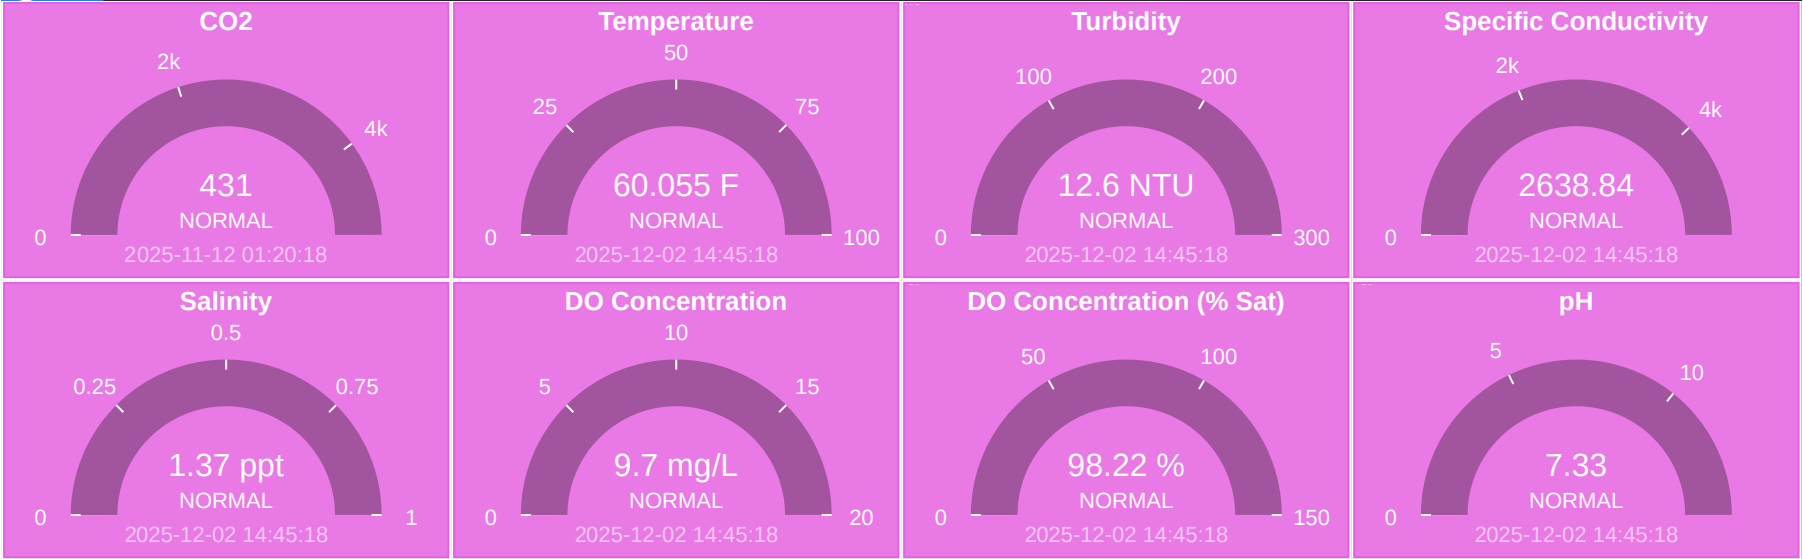 CO2
2k
4k
0
431
NORMAL
2025-11-12 01:20:18
Temperature
50
25
75
0
100
60.055 F
NORMAL
2025-12-02 14:45:18
Turbidity
100
200
0
300
12.6 NTU
NORMAL
2025-12-02 14:45:18
Specific Conductivity
2k
4k
0
2638.84
NORMAL
2025-12-02 14:45:18
Salinity
0.5
0.25
0.75
0
1
1.37 ppt
NORMAL
2025-12-02 14:45:18
DO Concentration
10
5
15
0
20
9.7 mg/L
NORMAL
2025-12-02 14:45:18
DO Concentration (% Sat)
50
100
0
150
98.22 %
NORMAL
2025-12-02 14:45:18
pH
5
10
0
7.33
NORMAL
2025-12-02 14:45:18